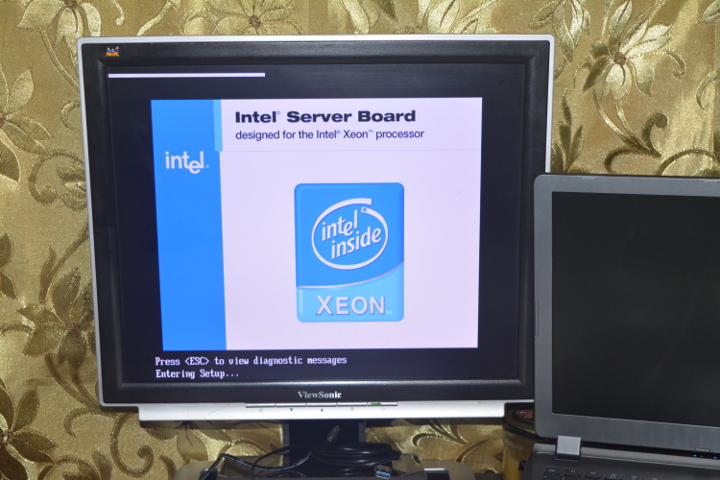 Intel® Server Board
designed for the Intel® Xeon™ processor
intel®
intel
inside
XEON™
Press <ESC> to view diagnostic messages
Entering Setup...
ViewSonic